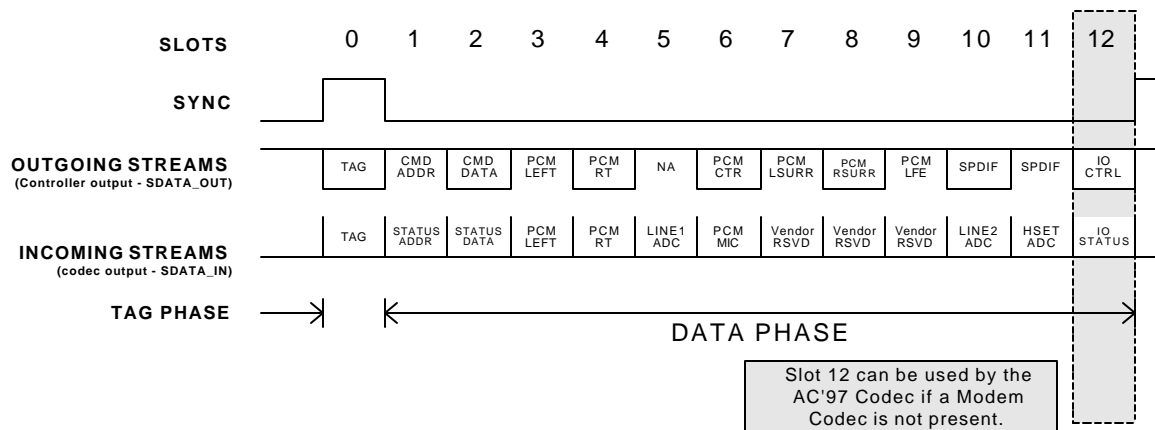 SLOTS 0 1 2 3 4 5 6 7 8 9 10 11 12
SYNC
OUTGOING STREAMS
(Controller output - SDATA_OUT)
TAG CMD ADDR CMD DATA PCM LEFT PCM RT NA PCM CTR PCM LSURR PCM RSURR PCM LFE SPDIF SPDIF IO CTRL
INCOMING STREAMS
(codec output - SDATA_IN)
TAG STATUS ADDR STATUS DATA PCM LEFT PCM RT LINE1 ADC PCM MIC Vendor RSVD Vendor RSVD Vendor RSVD LINE2 ADC HSET ADC IO STATUS
TAG PHASE
DATA PHASE
Slot 12 can be used by the
AC'97 Codec if a Modem
Codec is not present.